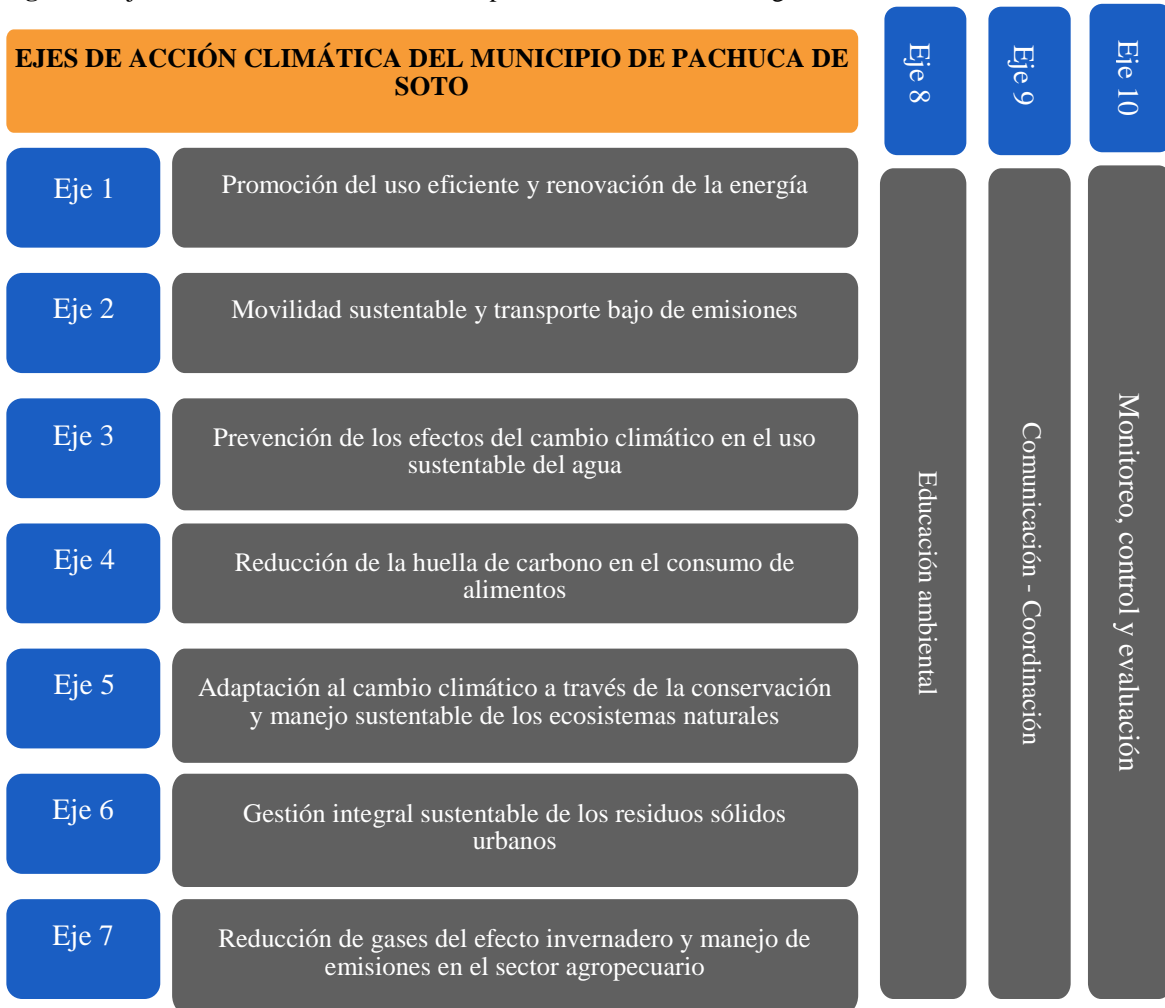 EJES DE ACCIÓN CLIMÁTICA DEL MUNICIPIO DE PACHUCA DE
SOTO
Eje 1
Promoción del uso eficiente y renovación de la energía
Eje 2
Movilidad sustentable y transporte bajo de emisiones
Eje 3
Prevención de los efectos del cambio climático en el uso
sustentable del agua
Eje 4
Reducción de la huella de carbono en el consumo de
alimentos
Eje 5
Adaptación al cambio climático a través de la conservación
y manejo sustentable de los ecosistemas naturales
Eje 6
Gestión integral sustentable de los residuos sólidos
urbanos
Eje 7
Reducción de gases del efecto invernadero y manejo de
emisiones en el sector agropecuario
Eje 8
Educación ambiental
Eje 9
Comunicación - Coordinación
Eje 10
Monitoreo, control y evaluación